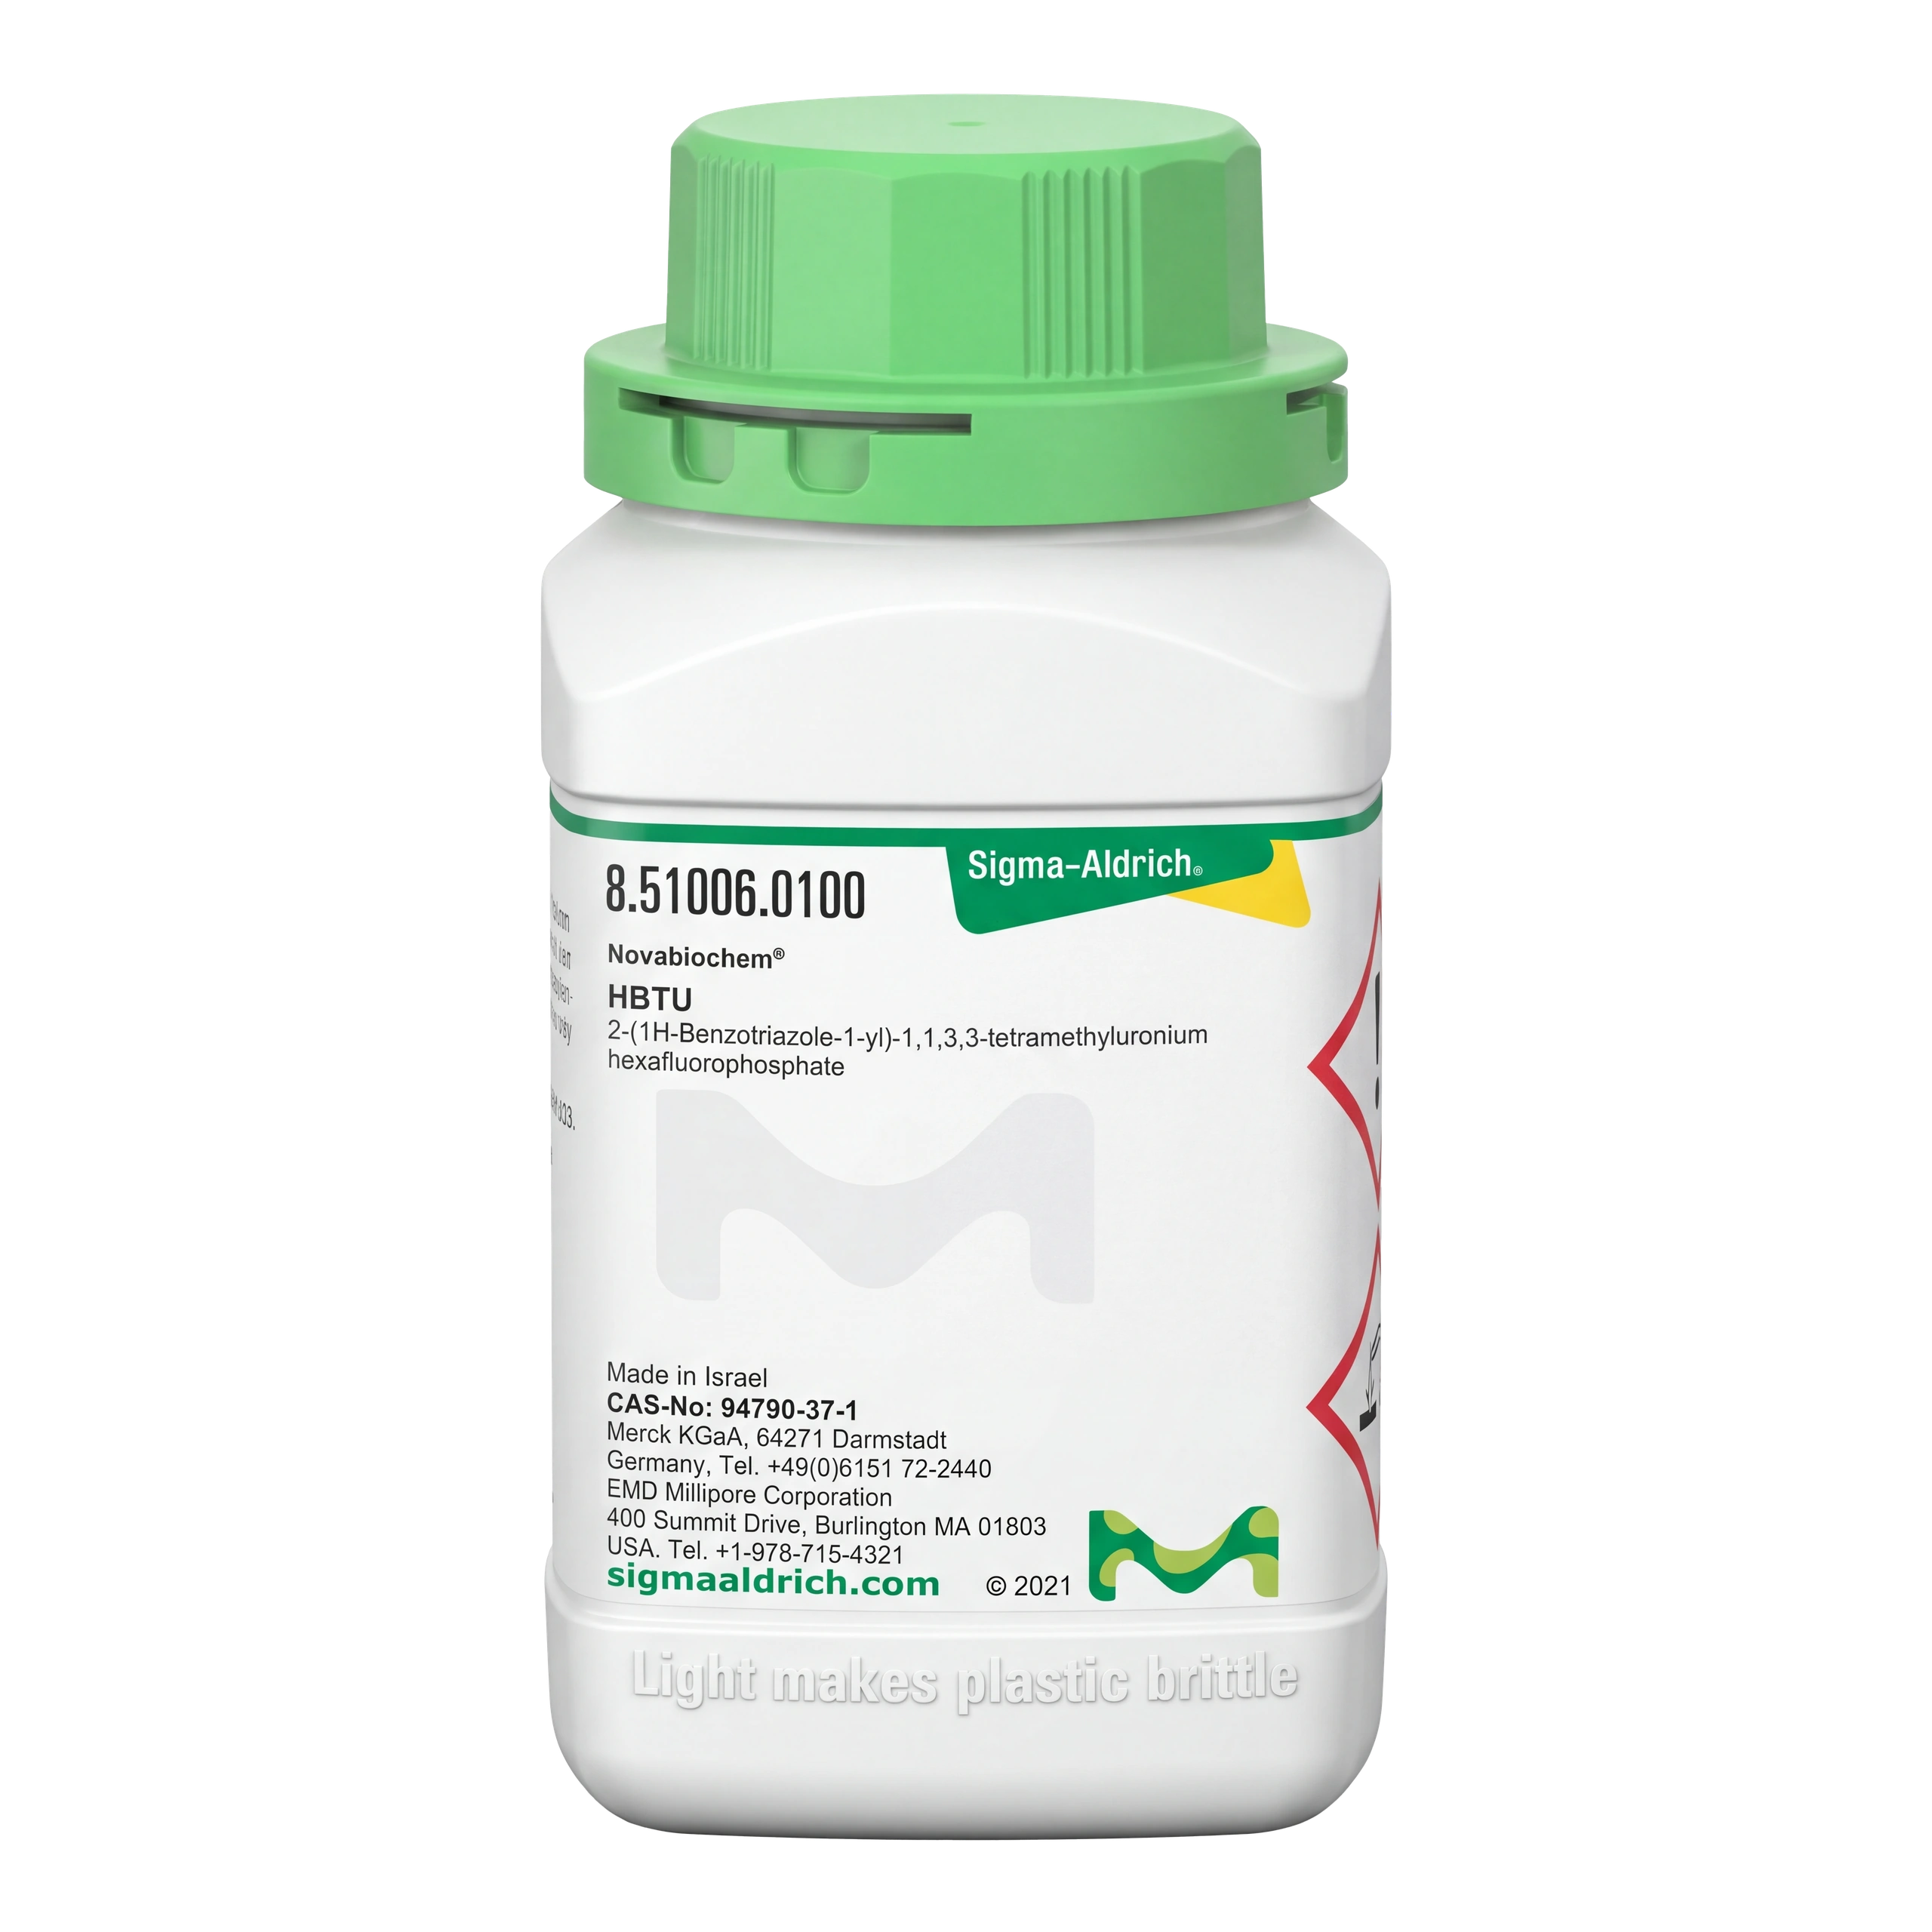 8.51006.0100
Sigma-Aldrich®
Novabiochem®
HBTU
2-(1H-Benzotriazole-1-yl)-1,1,3,3-tetramethyluronium
hexafluorophosphate
Made in Israel
CAS-No: 94790-37-1
Merck KGaA, 64271 Darmstadt
Germany, Tel. +49(0)6151 72-2440
EMD Millipore Corporation
400 Summit Drive, Burlington MA 01803
USA. Tel. +1-978-715-4321
sigmaaldrich.com
© 2021
Light makes plastic brittle